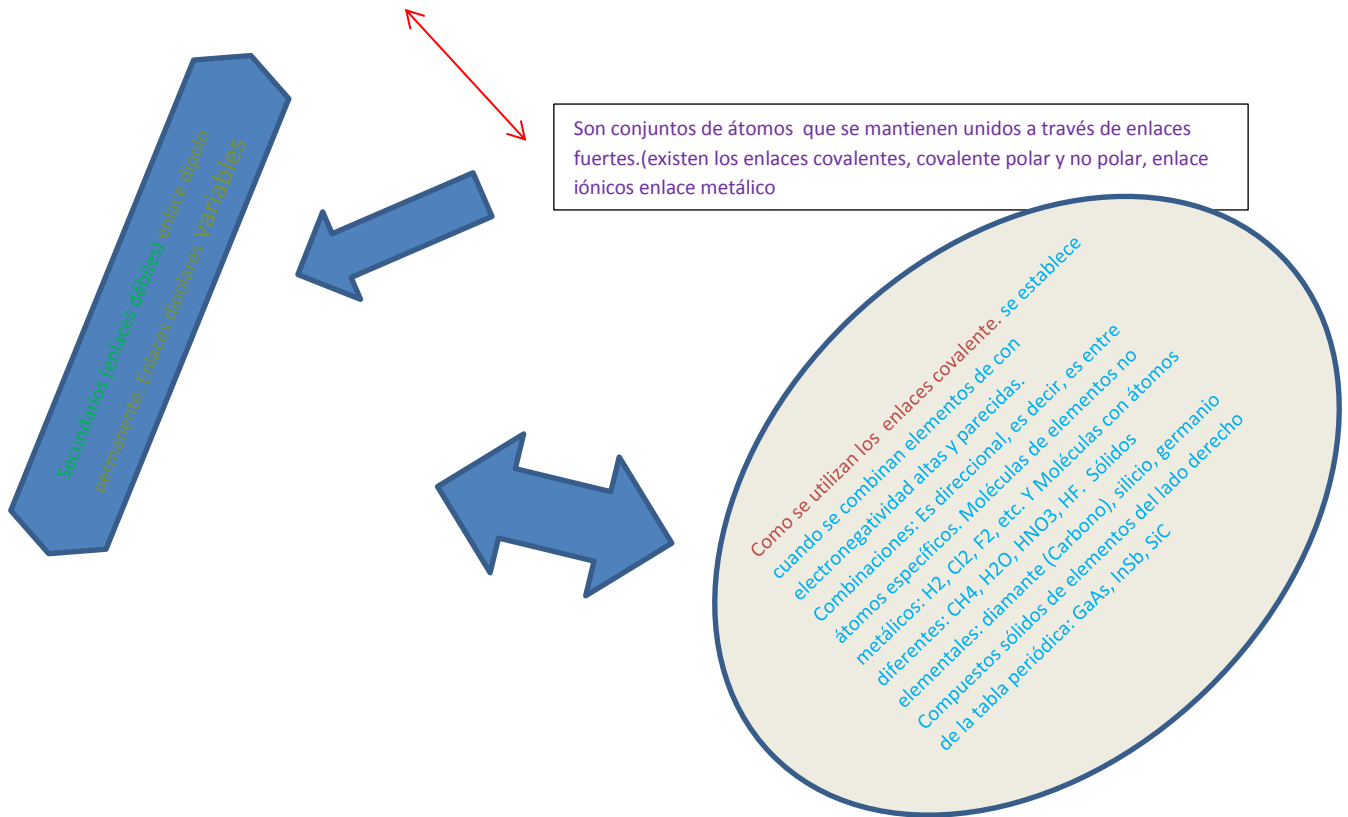 Son conjuntos de átomos que se mantienen unidos a través de enlaces
fuertes.(existen los enlaces covalentes, covalente polar y no polar, enlace
iónicos enlace metálico
Secundarios (enlaces débiles) enlace dipolo
permanente. Enlaces dipolares variables
Como se utilizan los enlaces covalente. se establece
cuando se combinan elementos de con
electronegatividad altas y parecidas.
Combinaciones: Es direccional, es decir, es entre
átomos específicos. Moléculas de elementos no
metálicos: H2, Cl2, F2, etc. Y Moléculas con átomos
diferentes: CH4, H2O, HNO3, HF. Sólidos
elementales: diamante (Carbono), silicio, germanio
Compuestos sólidos de elementos del lado derecho
de la tabla periódica: GaAs, InSb, SiC